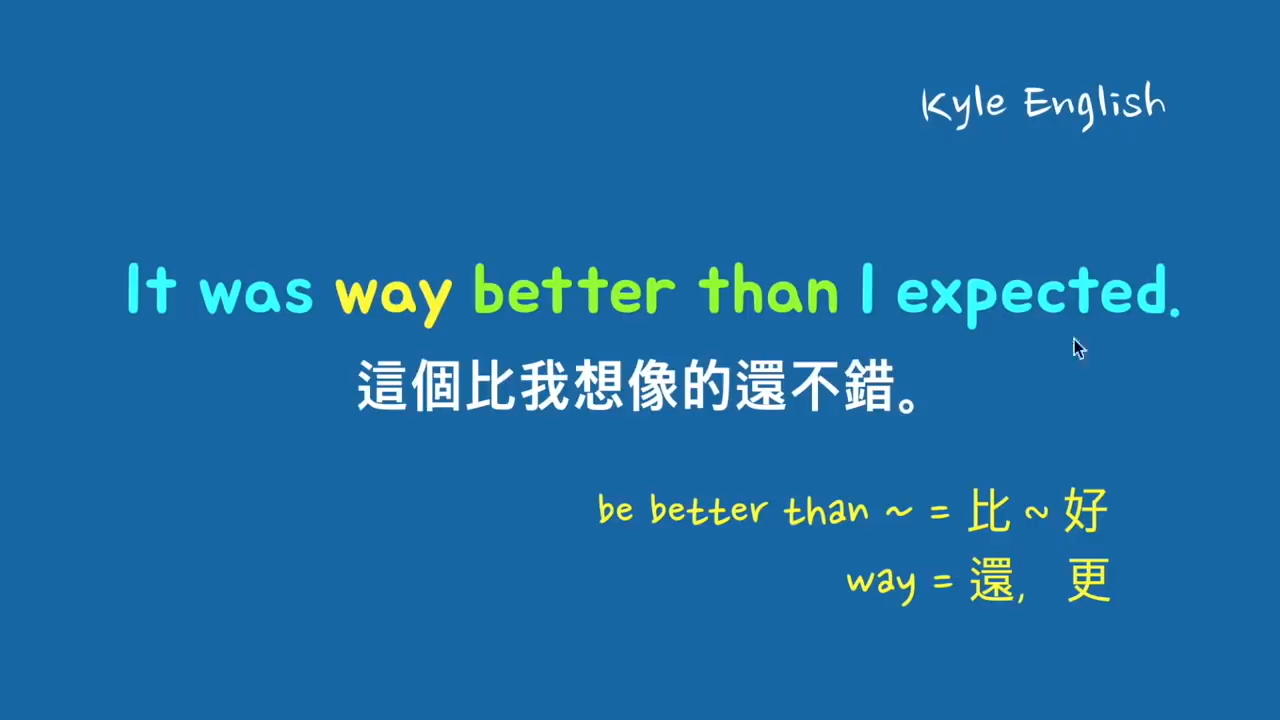 Kyle English
It was way better than I expected.
這個比我想像的還不錯。
be better than ~ = 比 ~ 好
way = 還, 更